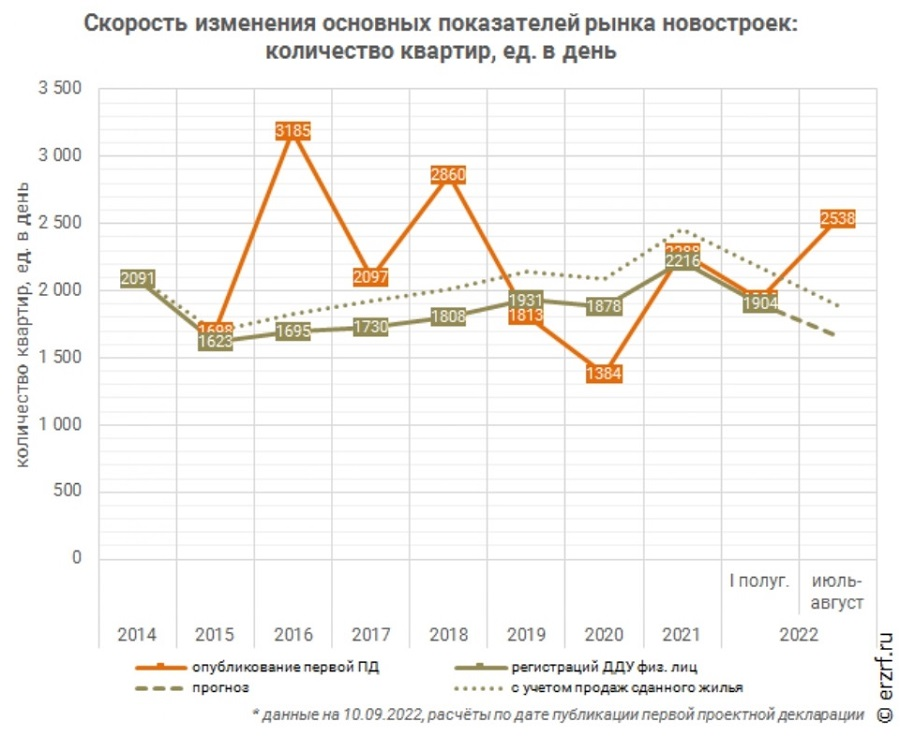 Скорость изменения основных показателей рынка новостроек:
количество квартир, ед. в день
количество квартир, ед. в день
3 500
3 000
2 500
2 000
1 500
1 000
500
0
3185
2860
2538
2097
2091
2216
1931
1904
1878
1813
1808
1730
1695
1698
1623
1384
I полуг.
июль-
август
2014 2015 2016 2017 2018 2019 2020 2021 2022
опубликование первой ПД
регистраций ДДУ физ. лиц
прогноз
с учетом продаж сданного жилья
* данные на 10.09.2022, расчёты по дате публикации первой проектной декларации
© erzrf.ru